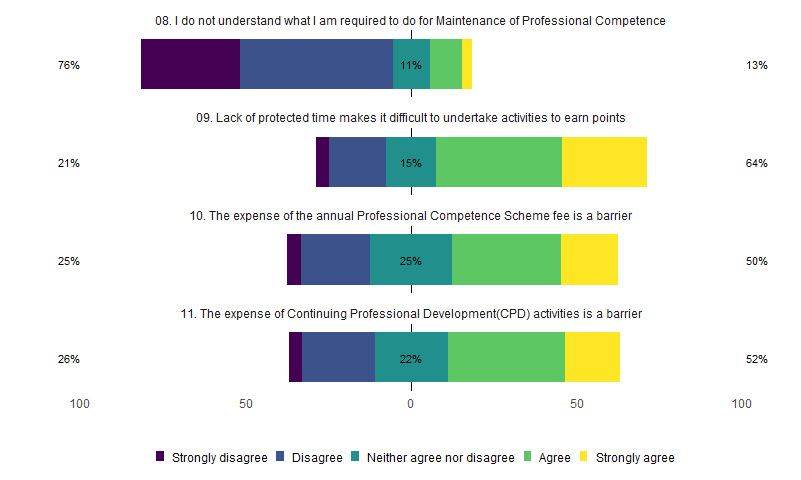 08. I do not understand what I am required to do for Maintenance of Professional Competence
76% 11% 13%
09. Lack of protected time makes it difficult to undertake activities to earn points
21% 15% 64%
10. The expense of the annual Professional Competence Scheme fee is a barrier
25% 25% 50%
11. The expense of Continuing Professional Development(CPD) activities is a barrier
26% 22% 52%
100 50 0 50 100
Strongly disagree Disagree Neither agree nor disagree Agree Strongly agree